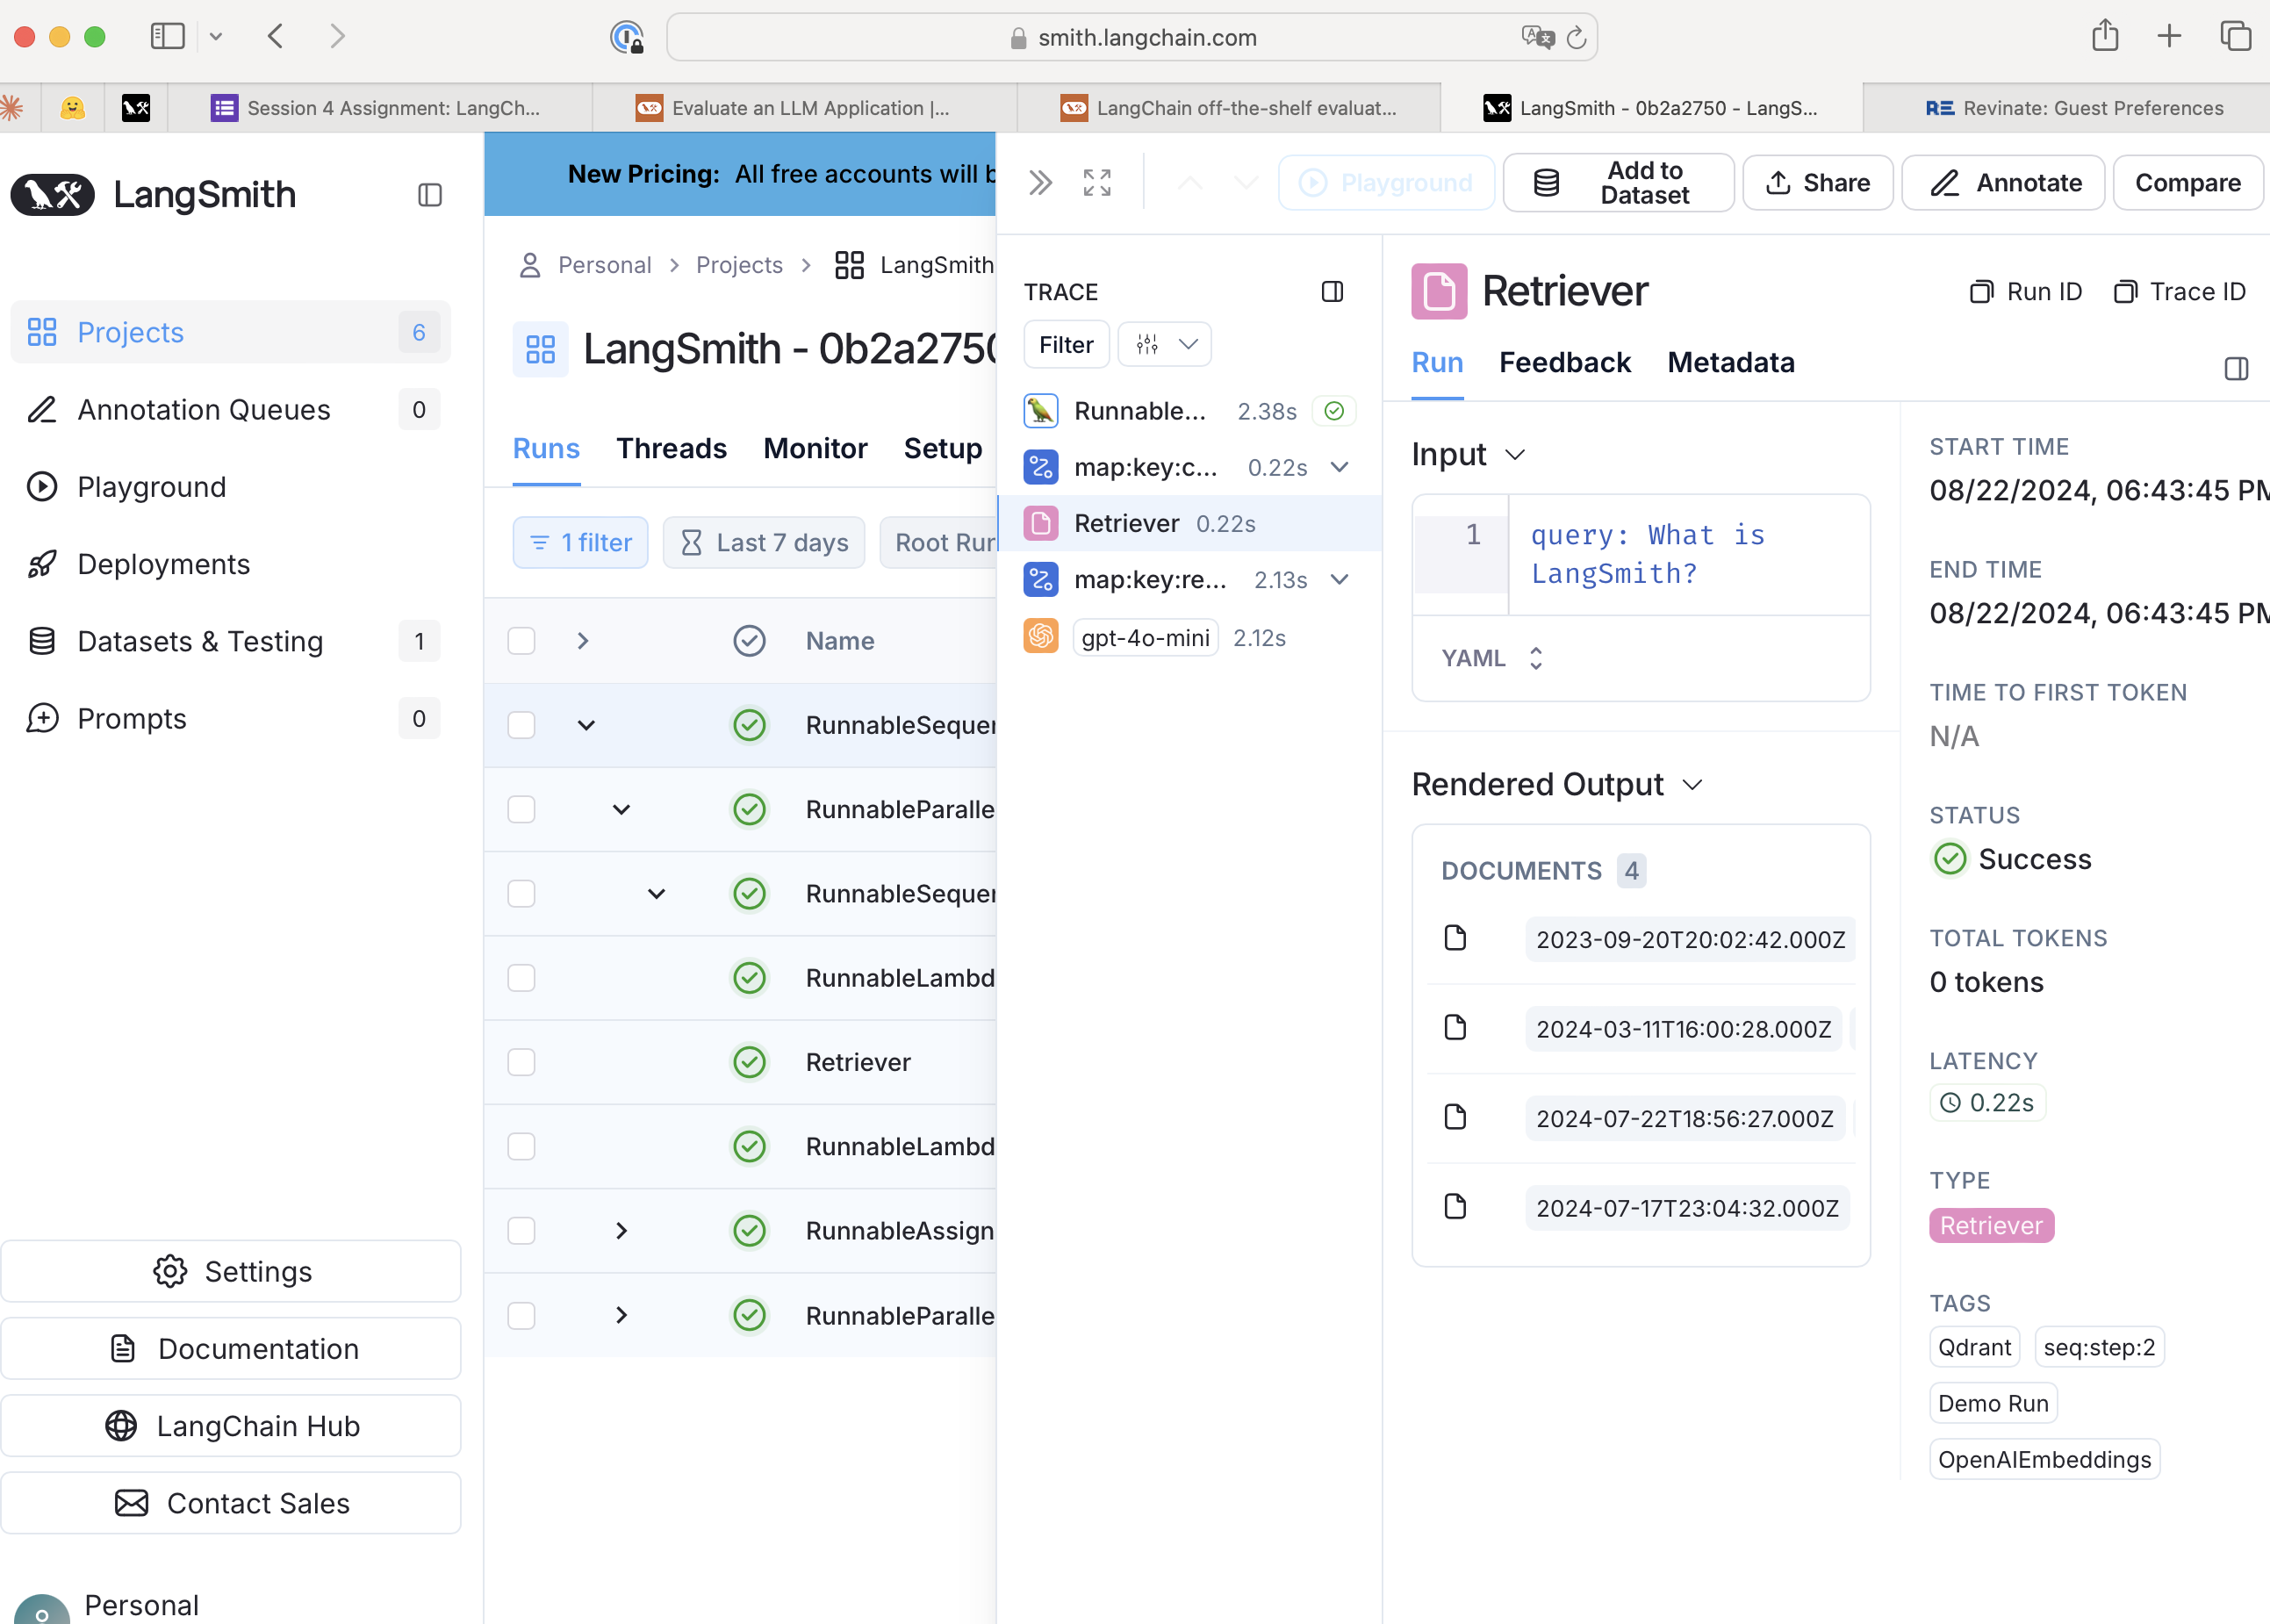 smith.langchain.com
Session 4 Assignment: LangCh...
Evaluate an LLM Application |...
LangChain off-the-shelf evaluat...
LangSmith - 0b2a2750 - LangS...
Revinate: Guest Preferences
LangSmith
Projects 6
Annotation Queues 0
Playground
Deployments
Datasets & Testing 1
Prompts 0
Settings
Documentation
LangChain Hub
Contact Sales
Personal
New Pricing: All free accounts will b
Personal > Projects > LangSmith
LangSmith - 0b2a2750
Runs Threads Monitor Setup
1 filter Last 7 days Root Run
Name
RunnableSequen
RunnableParalle
RunnableSequen
RunnableLambd
Retriever
RunnableLambd
RunnableAssign
RunnableParalle
Playground
Add to
Dataset
Share
Annotate
Compare
TRACE
Filter
Runnable... 2.38s
map:key:c... 0.22s
Retriever 0.22s
map:key:re... 2.13s
gpt-4o-mini 2.12s
Retriever
Run ID Trace ID
Run Feedback Metadata
Input
1 query: What is
LangSmith?
YAML
Rendered Output
DOCUMENTS 4
2023-09-20T20:02:42.000Z
2024-03-11T16:00:28.000Z
2024-07-22T18:56:27.000Z
2024-07-17T23:04:32.000Z
START TIME
08/22/2024, 06:43:45 PM
END TIME
08/22/2024, 06:43:45 PM
TIME TO FIRST TOKEN
N/A
STATUS
Success
TOTAL TOKENS
0 tokens
LATENCY
0.22s
TYPE
Retriever
TAGS
Qdrant seq:step:2
Demo Run
OpenAIEmbeddings